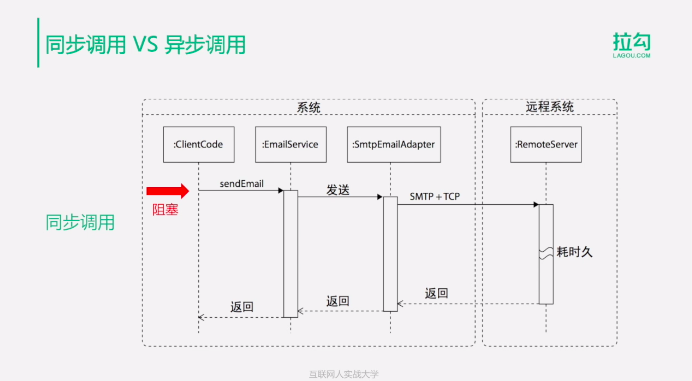 同步调用 VS 异步调用
拉勾
LAGOU.COM
系统
远程系统
:ClientCode
:EmailService
:SmtpEmailAdapter
:RemoteServer
sendEmail
发送
SMTP + TCP
阻塞
同步调用
耗时久
返回
返回
返回
互联网人实战大学